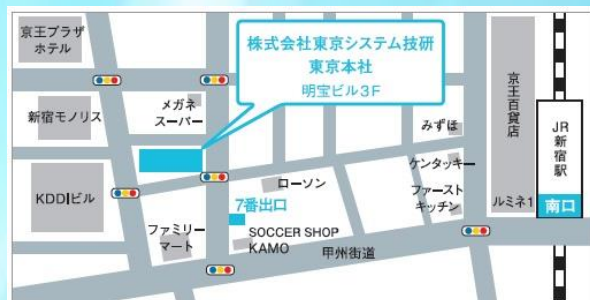 京王プラザ
ホテル
株式会社東京システム技研
東京本社
明宝ビル3F
新宿モノリス
メガネ
スーパー
京王百貨店
みずほ
JR新宿駅
KDDIビル
ローソン
ケンタッキー
7番出口
ファースト
キッチン
ルミネ1
南口
ファミリー
マート
SOCCER SHOP
KAMO
甲州街道